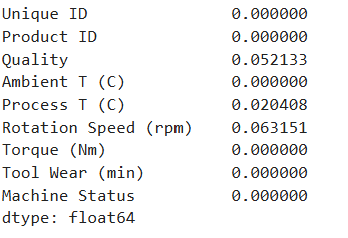 Unique ID 0.000000
Product ID 0.000000
Quality 0.052133
Ambient T (C) 0.000000
Process T (C) 0.020408
Rotation Speed (rpm) 0.063151
Torque (Nm) 0.000000
Tool Wear (min) 0.000000
Machine Status 0.000000
dtype: float64